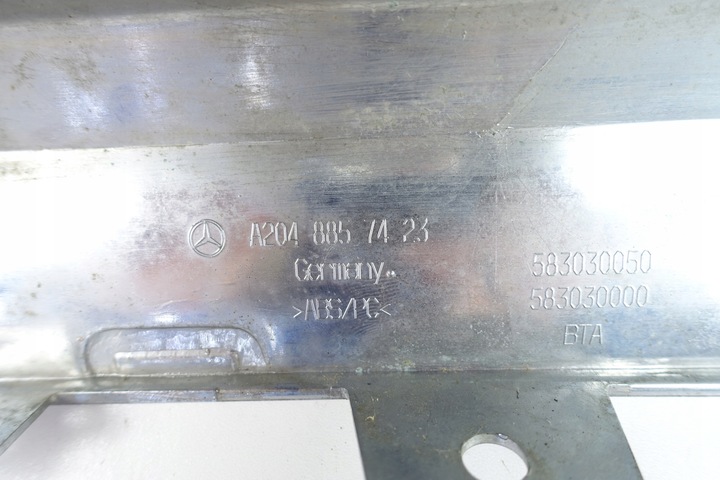 A204 885 74 23
Germany..
>ABS/PC<
583030050
583030000
BTA